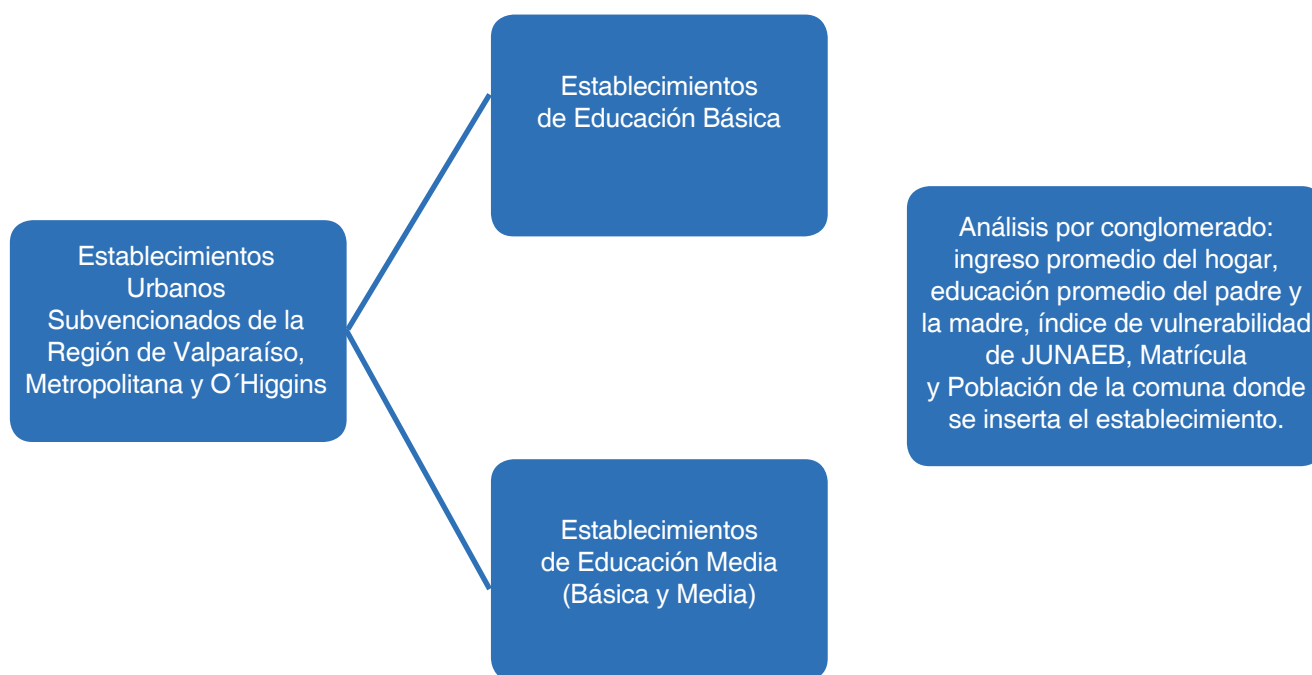 Establecimientos
Urbanos
Subvencionados de la
Región de Valparaíso,
Metropolitana y O´Higgins
Establecimientos
de Educación Básica
Establecimientos
de Educación Media
(Básica y Media)
Análisis por conglomerado:
ingreso promedio del hogar,
educación promedio del padre y
la madre, índice de vulnerabilidad
de JUNAEB, Matrícula
y Población de la comuna donde
se inserta el establecimiento.